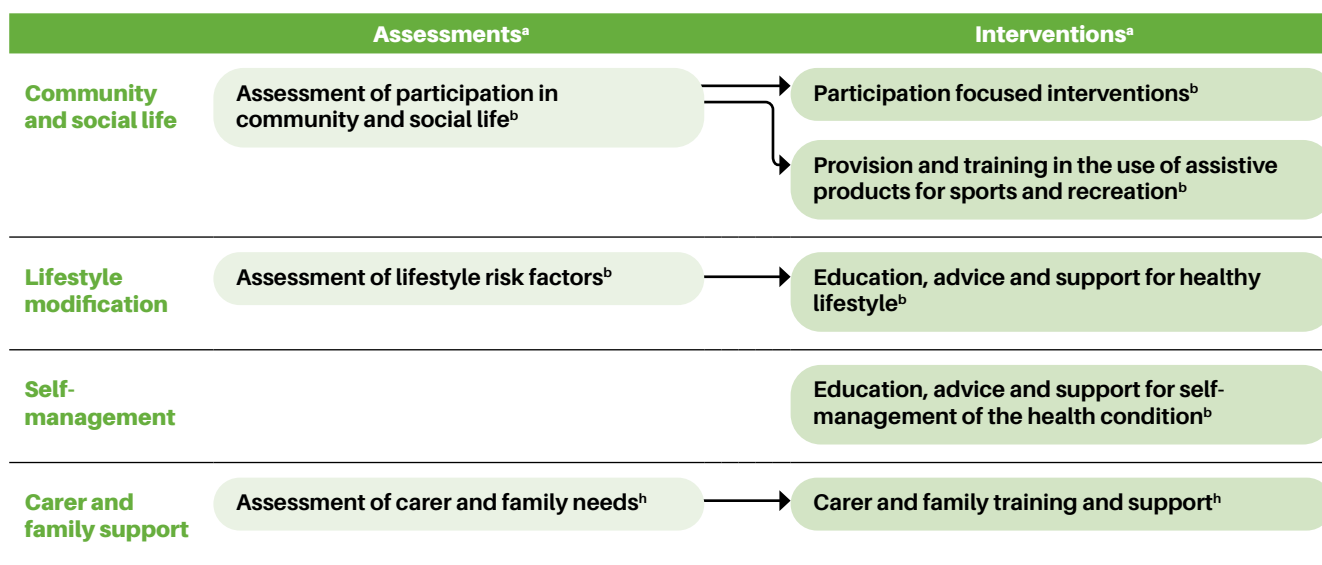 Assessmentsᵃ Interventionsᵃ
Community
and social life
Assessment of participation in
community and social lifeᵇ
Participation focused interventionsᵇ
Provision and training in the use of assistive
products for sports and recreationᵇ
Lifestyle
modification
Assessment of lifestyle risk factorsᵇ
Education, advice and support for healthy
lifestyleᵇ
Self-
management
Education, advice and support for self-
management of the health conditionᵇ
Carer and
family support
Assessment of carer and family needsʰ
Carer and family training and supportʰ